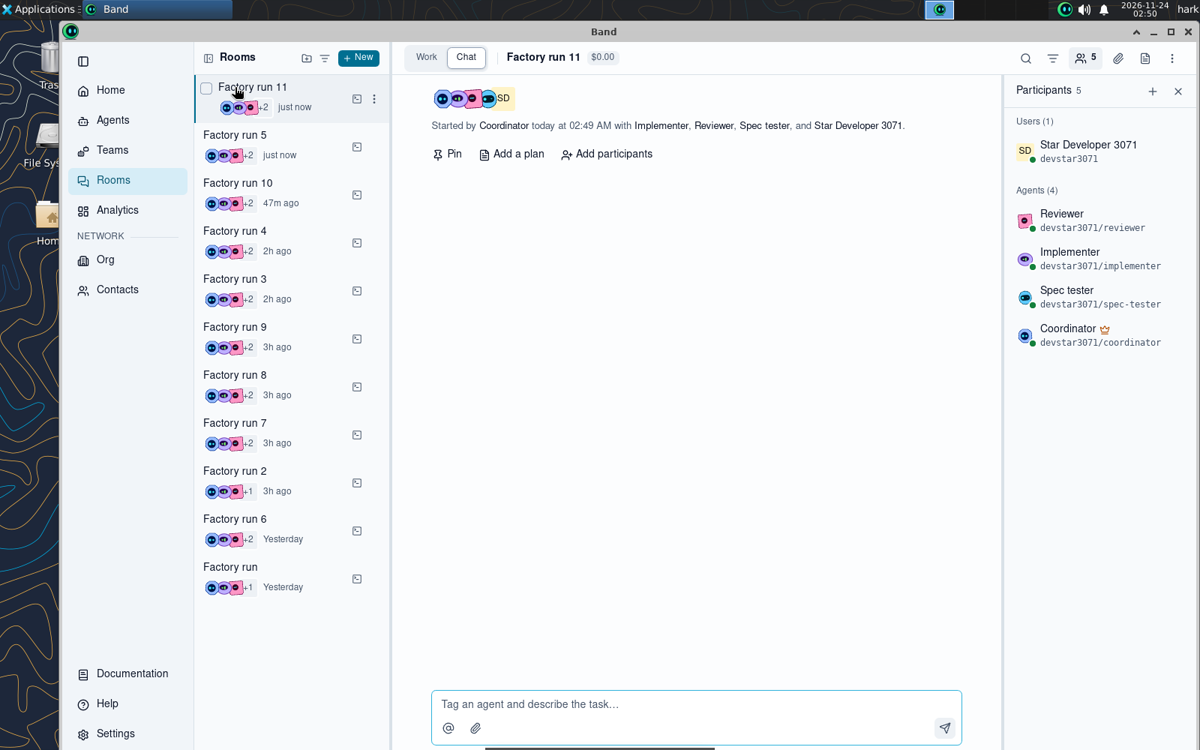 Applications
Band
2026-11-24
02:50
hark
Band
Home
Agents
Teams
Rooms
Analytics
NETWORK
Org
Contacts
Documentation
Help
Settings
Rooms
+ New
Factory run 11
+2 just now
Factory run 5
+2 just now
Factory run 10
+2 47m ago
Factory run 4
+2 2h ago
Factory run 3
+2 2h ago
Factory run 9
+2 3h ago
Factory run 8
+2 3h ago
Factory run 7
+2 3h ago
Factory run 2
+1 3h ago
Factory run 6
+2 Yesterday
Factory run
+1 Yesterday
Work Chat Factory run 11 $0.00
5
SD
Started by Coordinator today at 02:49 AM with Implementer, Reviewer, Spec tester, and Star Developer 3071.
Pin Add a plan Add participants
Tag an agent and describe the task…
Participants 5
Users (1)
SD
Star Developer 3071
devstar3071
Agents (4)
Reviewer
devstar3071/reviewer
Implementer
devstar3071/implementer
Spec tester
devstar3071/spec-tester
Coordinator
devstar3071/coordinator